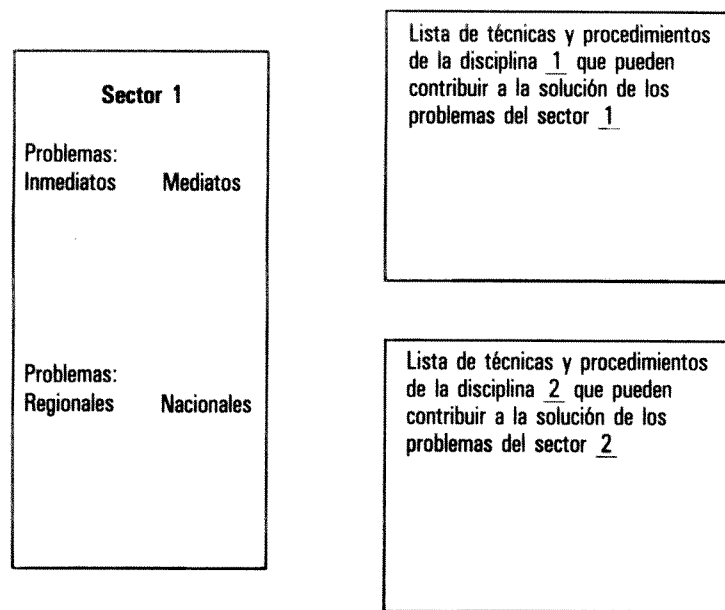 Sector 1
Problemas:
Inmediatos Mediatos
Problemas:
Regionales Nacionales
Lista de técnicas y procedimientos
de la disciplina 1 que pueden
contribuir a la solución de los
problemas del sector 1
Lista de técnicas y procedimientos
de la disciplina 2 que pueden
contribuir a la solución de los
problemas del sector 2